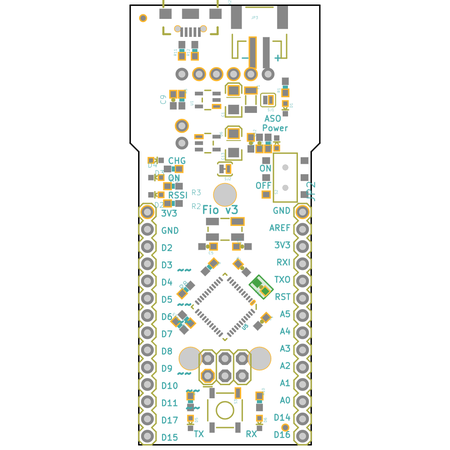 C9
ASO
Power
CHG
ON
RSSI
ON
OFF
R3
R2
Fio v3
3V3
GND
D2
D3
D4
D5
D6
D7
D8
D9
D10
D11
D17
D15
GND
AREF
3V3
RXI
TXO
RST
A5
A4
A3
A2
A1
A0
D14
D16
TX
RX